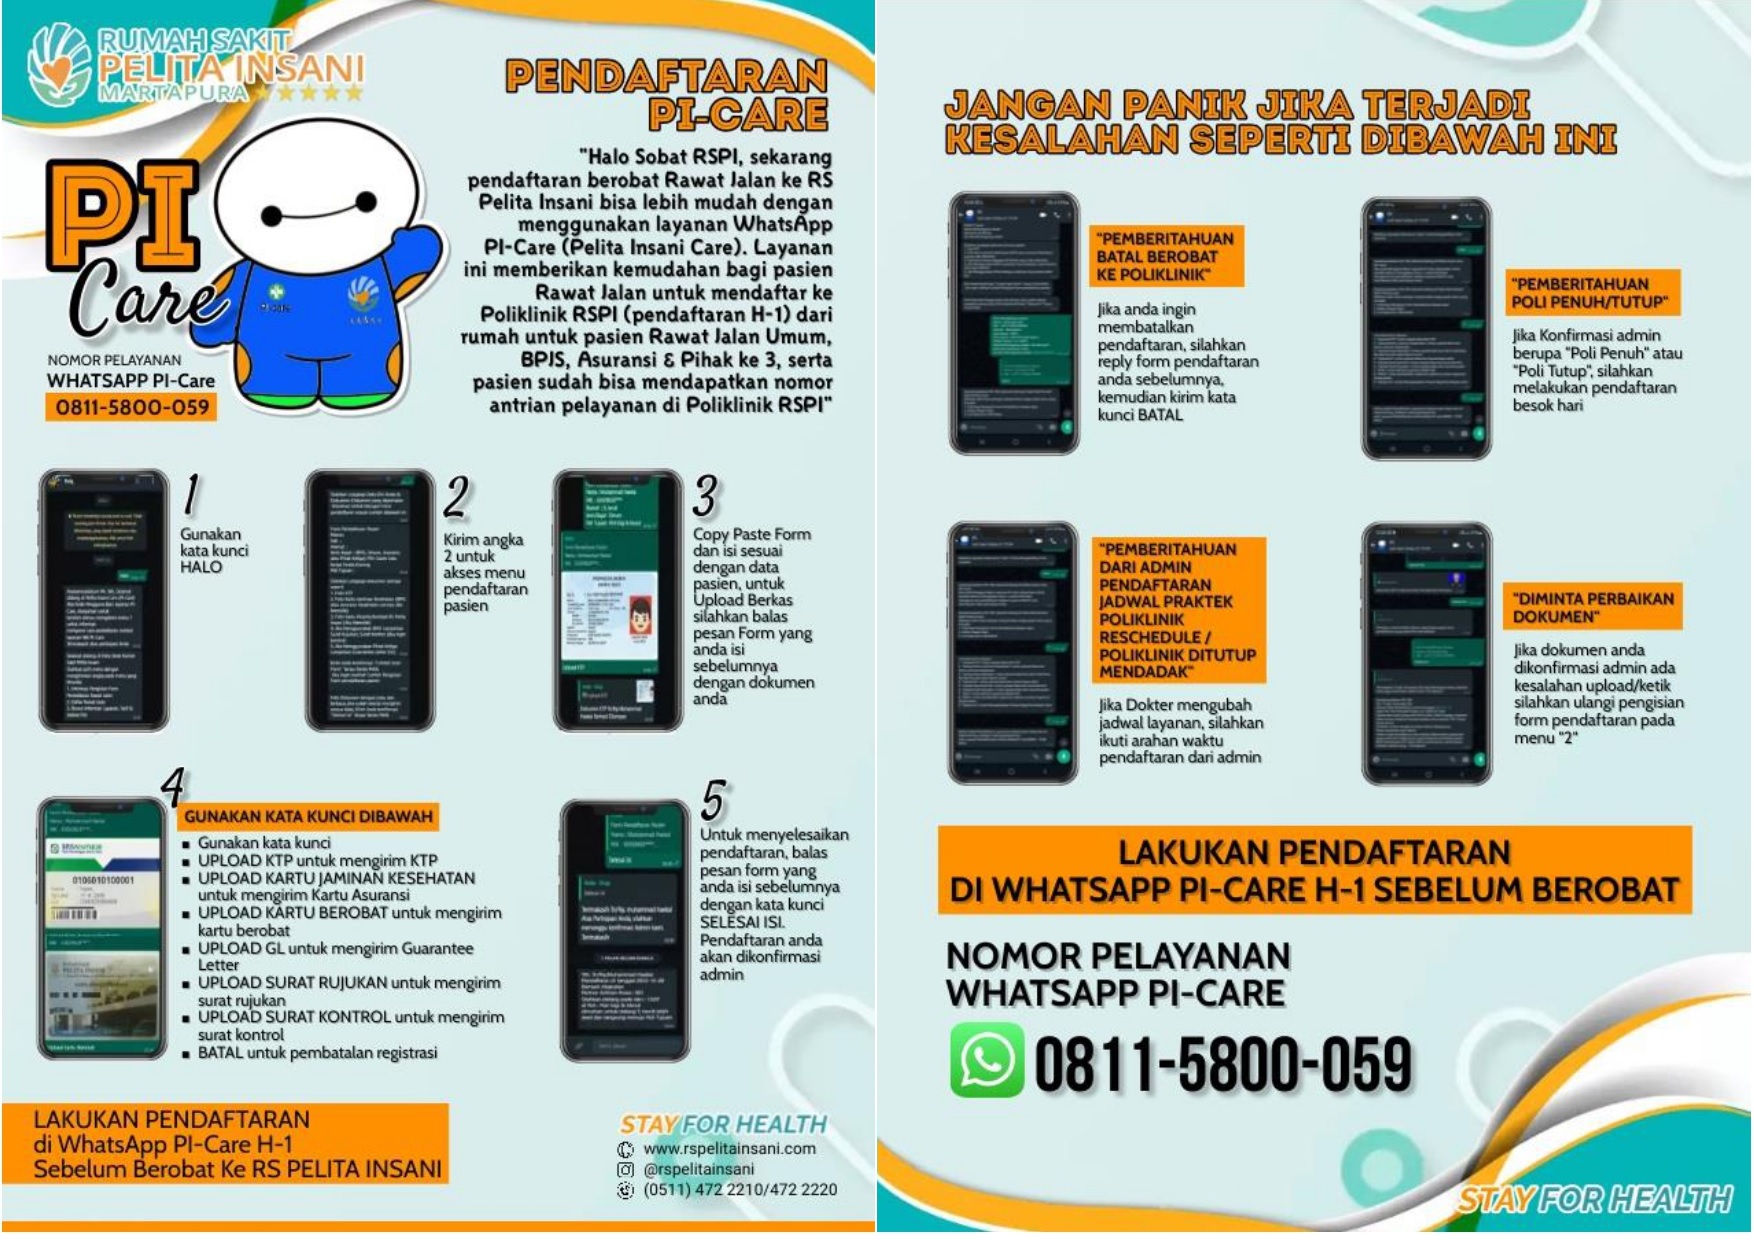 RUMAH SAKIT
PELITA INSANI
MARTAPURA
PENDAFTARAN
PI-CARE
PI
Care
NOMOR PELAYANAN
WHATSAPP PI-Care
0811-5800-059
"Halo Sobat RSPI, sekarang
pendaftaran berobat Rawat Jalan ke RS
Pelita Insani bisa lebih mudah dengan
menggunakan layanan WhatsApp
PI-Care (Pelita Insani Care). Layanan
ini memberikan kemudahan bagi pasien
Rawat Jalan untuk mendaftar ke
Poliklinik RSPI (pendaftaran H-1) dari
rumah untuk pasien Rawat Jalan Umum,
BPJS, Asuransi & Pihak ke 3, serta
pasien sudah bisa mendapatkan nomor
antrian pelayanan di Poliklinik RSPI"
1
Gunakan
kata kunci
HALO
2
Kirim angka
2 untuk
akses menu
pendaftaran
pasien
3
Copy Paste Form
dan isi sesuai
dengan data
pasien, untuk
Upload Berkas
silahkan balas
pesan Form yang
anda isi
sebelumnya
dengan dokumen
anda
4
GUNAKAN KATA KUNCI DIBAWAH
▪ Gunakan kata kunci
▪ UPLOAD KTP untuk mengirim KTP
▪ UPLOAD KARTU JAMINAN KESEHATAN
untuk mengirim Kartu Asuransi
▪ UPLOAD KARTU BEROBAT untuk mengirim
kartu berobat
▪ UPLOAD GL untuk mengirim Guarantee
Letter
▪ UPLOAD SURAT RUJUKAN untuk mengirim
surat rujukan
▪ UPLOAD SURAT KONTROL untuk mengirim
surat kontrol
▪ BATAL untuk pembatalan registrasi
5
Untuk menyelesaikan
pendaftaran, balas
pesan form yang
anda isi sebelumnya
dengan kata kunci
SELESAI ISI.
Pendaftaran anda
akan dikonfirmasi
admin
LAKUKAN PENDAFTARAN
di WhatsApp PI-Care H-1
Sebelum Berobat Ke RS PELITA INSANI
STAY FOR HEALTH
www.rspelitainsani.com
@rspelitainsani
(0511) 472 2210/472 2220
JANGAN PANIK JIKA TERJADI
KESALAHAN SEPERTI DIBAWAH INI
"PEMBERITAHUAN
BATAL BEROBAT
KE POLIKLINIK"
Jika anda ingin
membatalkan
pendaftaran, silahkan
reply form pendaftaran
anda sebelumnya,
kemudian kirim kata
kunci BATAL
"PEMBERITAHUAN
POLI PENUH/TUTUP"
Jika Konfirmasi admin
berupa "Poli Penuh" atau
"Poli Tutup", silahkan
melakukan pendaftaran
besok hari
"PEMBERITAHUAN
DARI ADMIN
PENDAFTARAN
JADWAL PRAKTEK
POLIKLINIK
RESCHEDULE /
POLIKLINIK DITUTUP
MENDADAK"
Jika Dokter mengubah
jadwal layanan, silahkan
ikuti arahan waktu
pendaftaran dari admin
"DIMINTA PERBAIKAN
DOKUMEN"
Jika dokumen anda
dikonfirmasi admin ada
kesalahan upload/ketik
silahkan ulangi pengisian
form pendaftaran pada
menu "2"
LAKUKAN PENDAFTARAN
DI WHATSAPP PI-CARE H-1 SEBELUM BEROBAT
NOMOR PELAYANAN
WHATSAPP PI-CARE
0811-5800-059
STAY FOR HEALTH